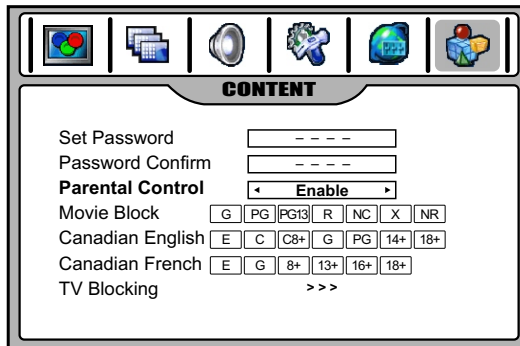 CONTENT
Set Password – – – –
Password Confirm – – – –
Parental Control ◂ Enable ▸
Movie Block G PG PG13 R NC X NR
Canadian English E C C8+ G PG 14+ 18+
Canadian French E G 8+ 13+ 16+ 18+
TV Blocking >>>